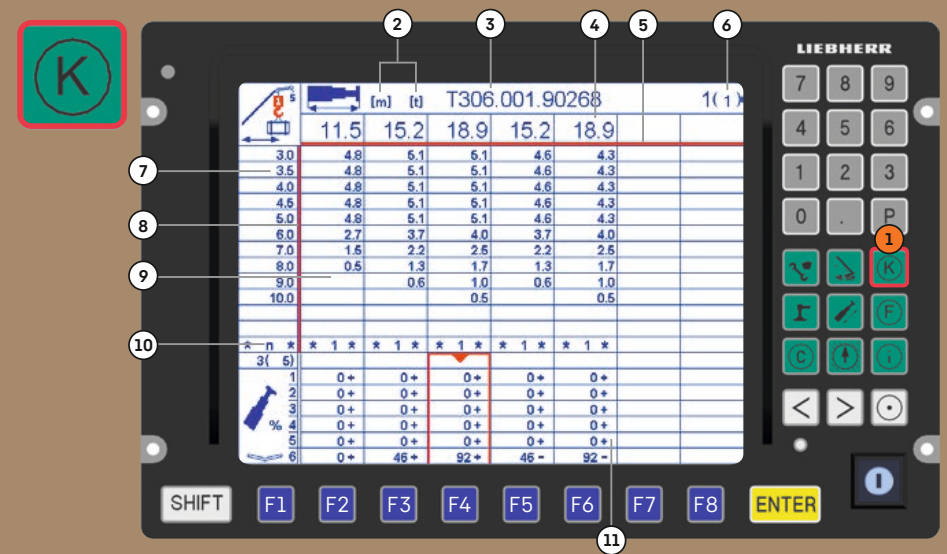 K
2 3 4 5 6
LIEBHERR
5 [m] [t] T306.001.90268 1( 1 )
1
11.5 15.2 18.9 15.2 18.9
3.0 4.8 5.1 5.1 4.6 4.3
7 3.5 4.8 5.1 5.1 4.6 4.3
4.0 4.8 5.1 5.1 4.6 4.3
4.5 4.8 5.1 5.1 4.6 4.3
8 5.0 4.8 5.1 5.1 4.6 4.3
6.0 2.7 3.7 4.0 3.7 4.0
7.0 1.5 2.2 2.5 2.2 2.5
9 8.0 0.5 1.3 1.7 1.3 1.7
9.0 0.6 1.0 0.6 1.0
10.0 0.5 0.5
10 * n * * 1 * * 1 * * 1 * * 1 * * 1 *
3( 5)
1 0+ 0+ 0+ 0+ 0+
2 0+ 0+ 0+ 0+ 0+
3 0+ 0+ 0+ 0+ 0+
% 4 0+ 0+ 0+ 0+ 0+
5 0+ 0+ 0+ 0+ 0+
6 0+ 46+ 92+ 46- 92-
7 8 9
4 5 6
1 2 3
0 . P
1
K
F
C i
< >
SHIFT F1 F2 F3 F4 F5 F6 F7 F8 ENTER
11